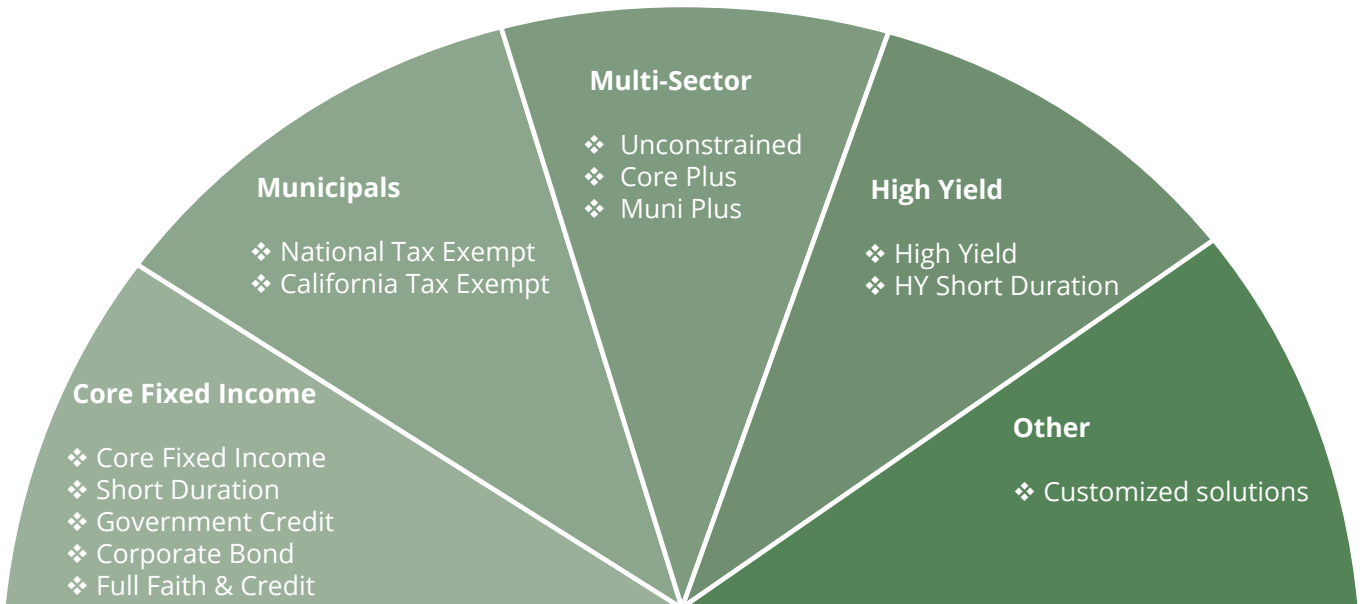 Multi-Sector
❖ Unconstrained
❖ Core Plus
❖ Muni Plus
Municipals
❖ National Tax Exempt
❖ California Tax Exempt
High Yield
❖ High Yield
❖ HY Short Duration
Core Fixed Income
❖ Core Fixed Income
❖ Short Duration
❖ Government Credit
❖ Corporate Bond
❖ Full Faith & Credit
Other
❖ Customized solutions